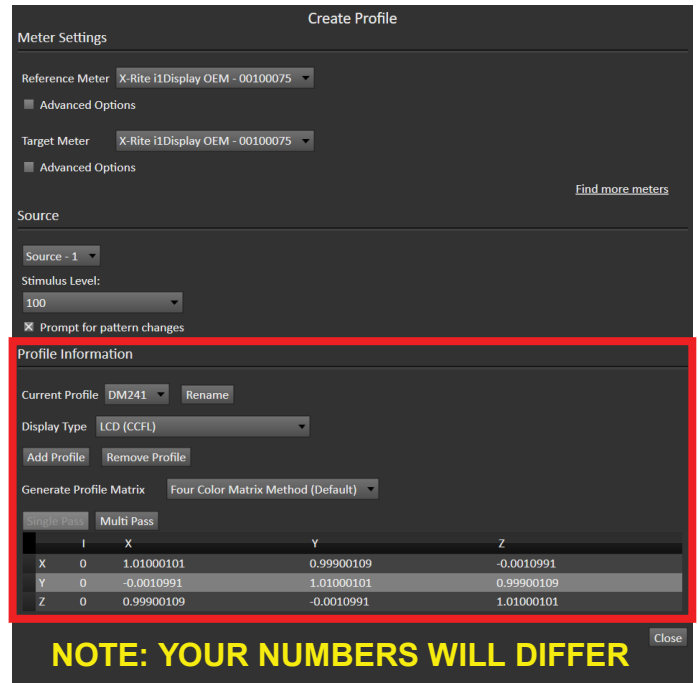 Create Profile
Meter Settings
Reference Meter X-Rite i1Display OEM - 00100075
Advanced Options
Target Meter X-Rite i1Display OEM - 00100075
Advanced Options
Find more meters
Source
Source - 1
Stimulus Level:
100
Prompt for pattern changes
Profile Information
Current Profile DM241 Rename
Display Type LCD (CCFL)
Add Profile Remove Profile
Generate Profile Matrix Four Color Matrix Method (Default)
Single Pass Multi Pass
I X Y Z
X 0 1.01000101 0.99900109 -0.0010991
Y 0 -0.0010991 1.01000101 0.99900109
Z 0 0.99900109 -0.0010991 1.01000101
Close
NOTE: YOUR NUMBERS WILL DIFFER